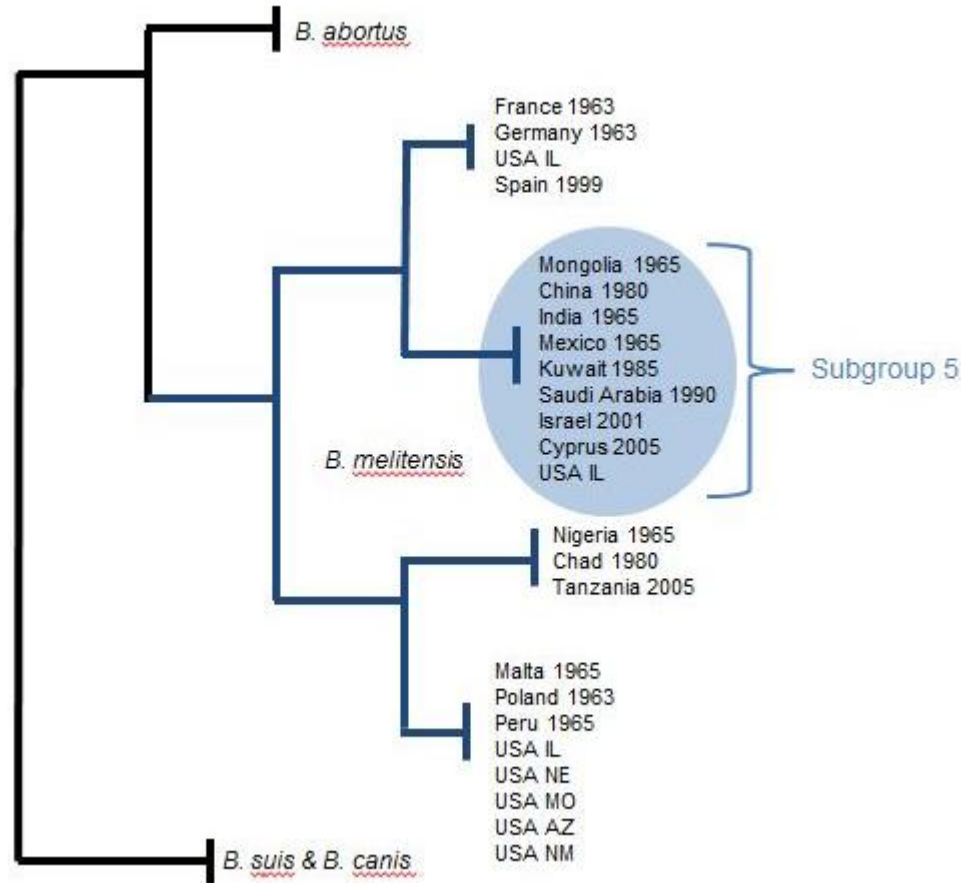 B. abortus
France 1963
Germany 1963
USA IL
Spain 1999
Mongolia 1965
China 1980
India 1965
Mexico 1965
Kuwait 1985
Saudi Arabia 1990
Israel 2001
Cyprus 2005
USA IL
Subgroup 5
B. melitensis
Nigeria 1965
Chad 1980
Tanzania 2005
Malta 1965
Poland 1963
Peru 1965
USA IL
USA NE
USA MO
USA AZ
USA NM
B. suis & B. canis